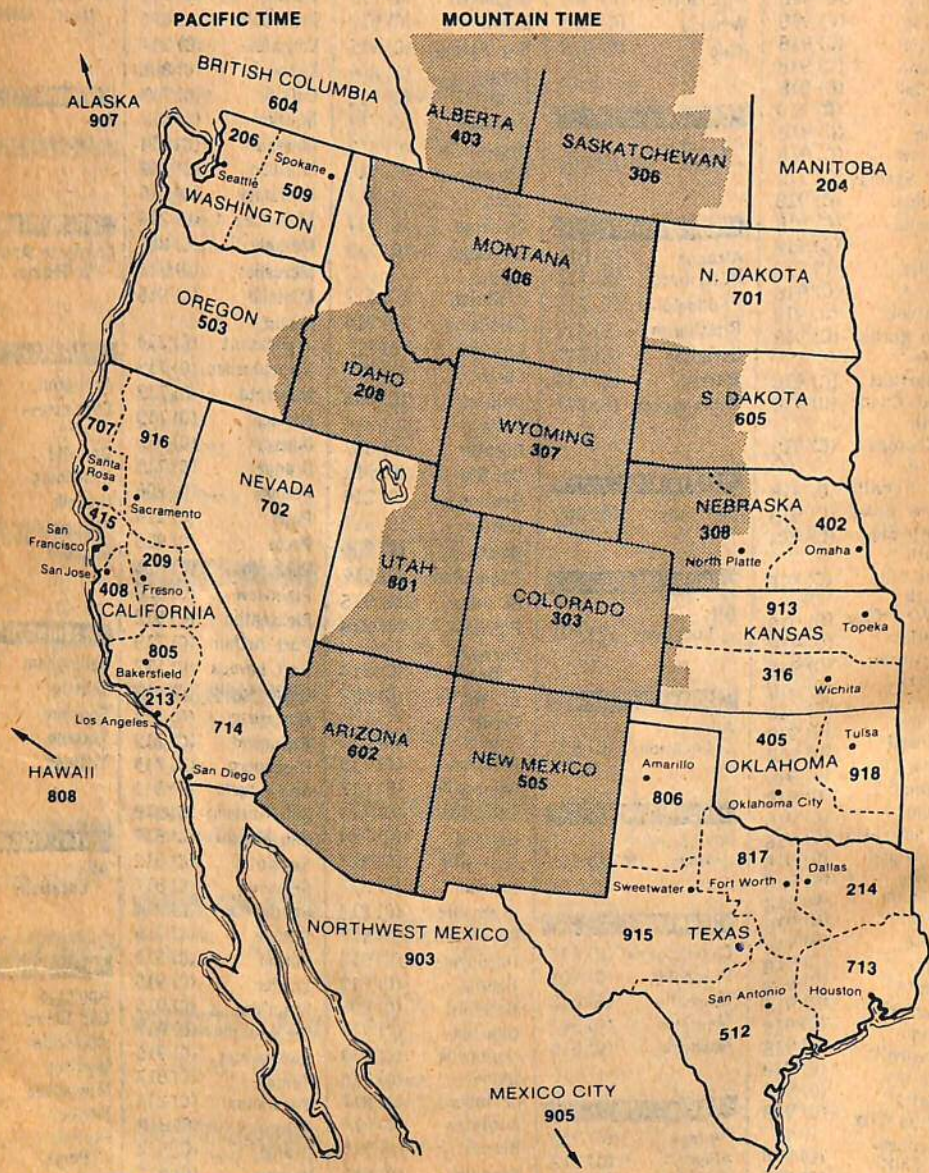 PACIFIC TIME
MOUNTAIN TIME
BRITISH COLUMBIA
604
ALASKA
907
ALBERTA
403
SASKATCHEWAN
306
MANITOBA
204
206
Seattle
Spokane
509
WASHINGTON
MONTANA
406
N. DAKOTA
701
OREGON
503
IDAHO
208
S. DAKOTA
605
WYOMING
307
707
916
Santa
Rosa
Sacramento
NEVADA
702
NEBRASKA
308
402
North Platte
Omaha
415
San
Francisco
San Jose
209
408
Fresno
CALIFORNIA
UTAH
801
COLORADO
303
913
KANSAS
Topeka
316
Wichita
805
Bakersfield
213
Los Angeles
714
San Diego
HAWAII
808
ARIZONA
602
NEW MEXICO
505
Amarillo
806
405
OKLAHOMA
Oklahoma City
Tulsa
918
817
Sweetwater
Fort Worth
Dallas
214
NORTHWEST MEXICO
903
915
TEXAS
713
Houston
San Antonio
512
MEXICO CITY
905